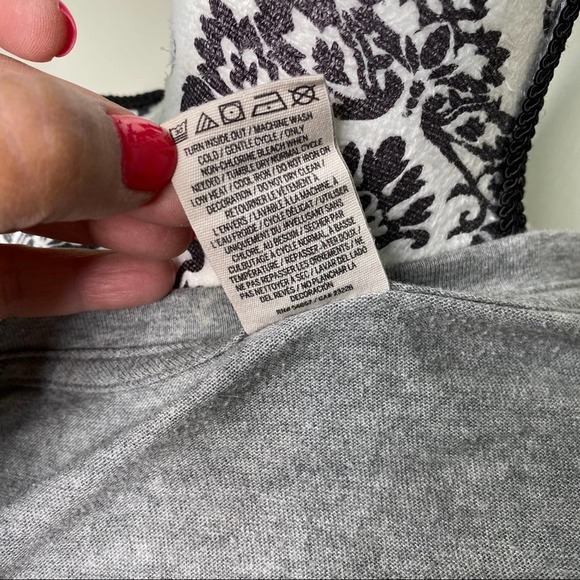 TURN INSIDE OUT / MACHINE WASH
COLD / GENTLE CYCLE / ONLY
NON-CHLORINE BLEACH WHEN
NEEDED / TUMBLE DRY NORMAL CYCLE
LOW HEAT / COOL IRON / DO NOT IRON ON
DECORATION / DO NOT DRY CLEAN /
RETOURNER LE VÊTEMENT À
L'ENVERS / LAVABLE À LA MACHINE À
L'EAU FROIDE / CYCLE DÉLICAT / UTILISER
UNIQUEMENT DU JAVELLISANT SANS
CHLORE, AU BESOIN / SÉCHER PAR
CULBUTAGE À CYCLE NORMAL, À BASSE
TEMPÉRATURE / REPASSER À FER TIÈDE /
NE PAS REPASSER LES ORNEMENTS / NE
PAS NETTOYER À SEC / LAVAR DEL LADO
DEL REVÉS / NO PLANCHAR LA
DECORACIÓN
RN# 54867 / CA#